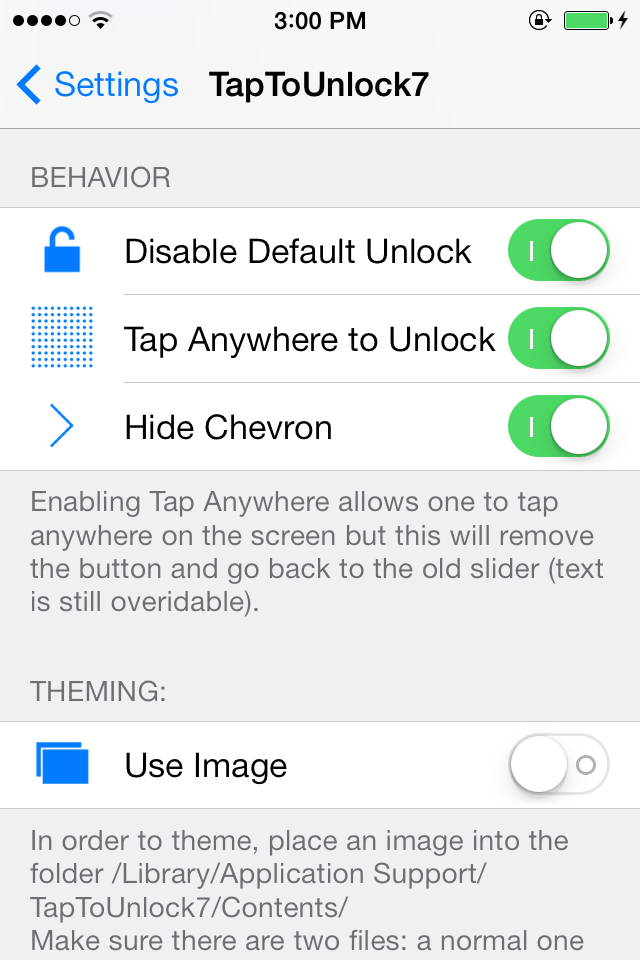 3:00 PM
Settings TapToUnlock7
BEHAVIOR
Disable Default Unlock
Tap Anywhere to Unlock
Hide Chevron
Enabling Tap Anywhere allows one to tap
anywhere on the screen but this will remove
the button and go back to the old slider (text
is still overidable).
THEMING:
Use Image
In order to theme, place an image into the
folder /Library/Application Support/
TapToUnlock7/Contents/
Make sure there are two files: a normal one